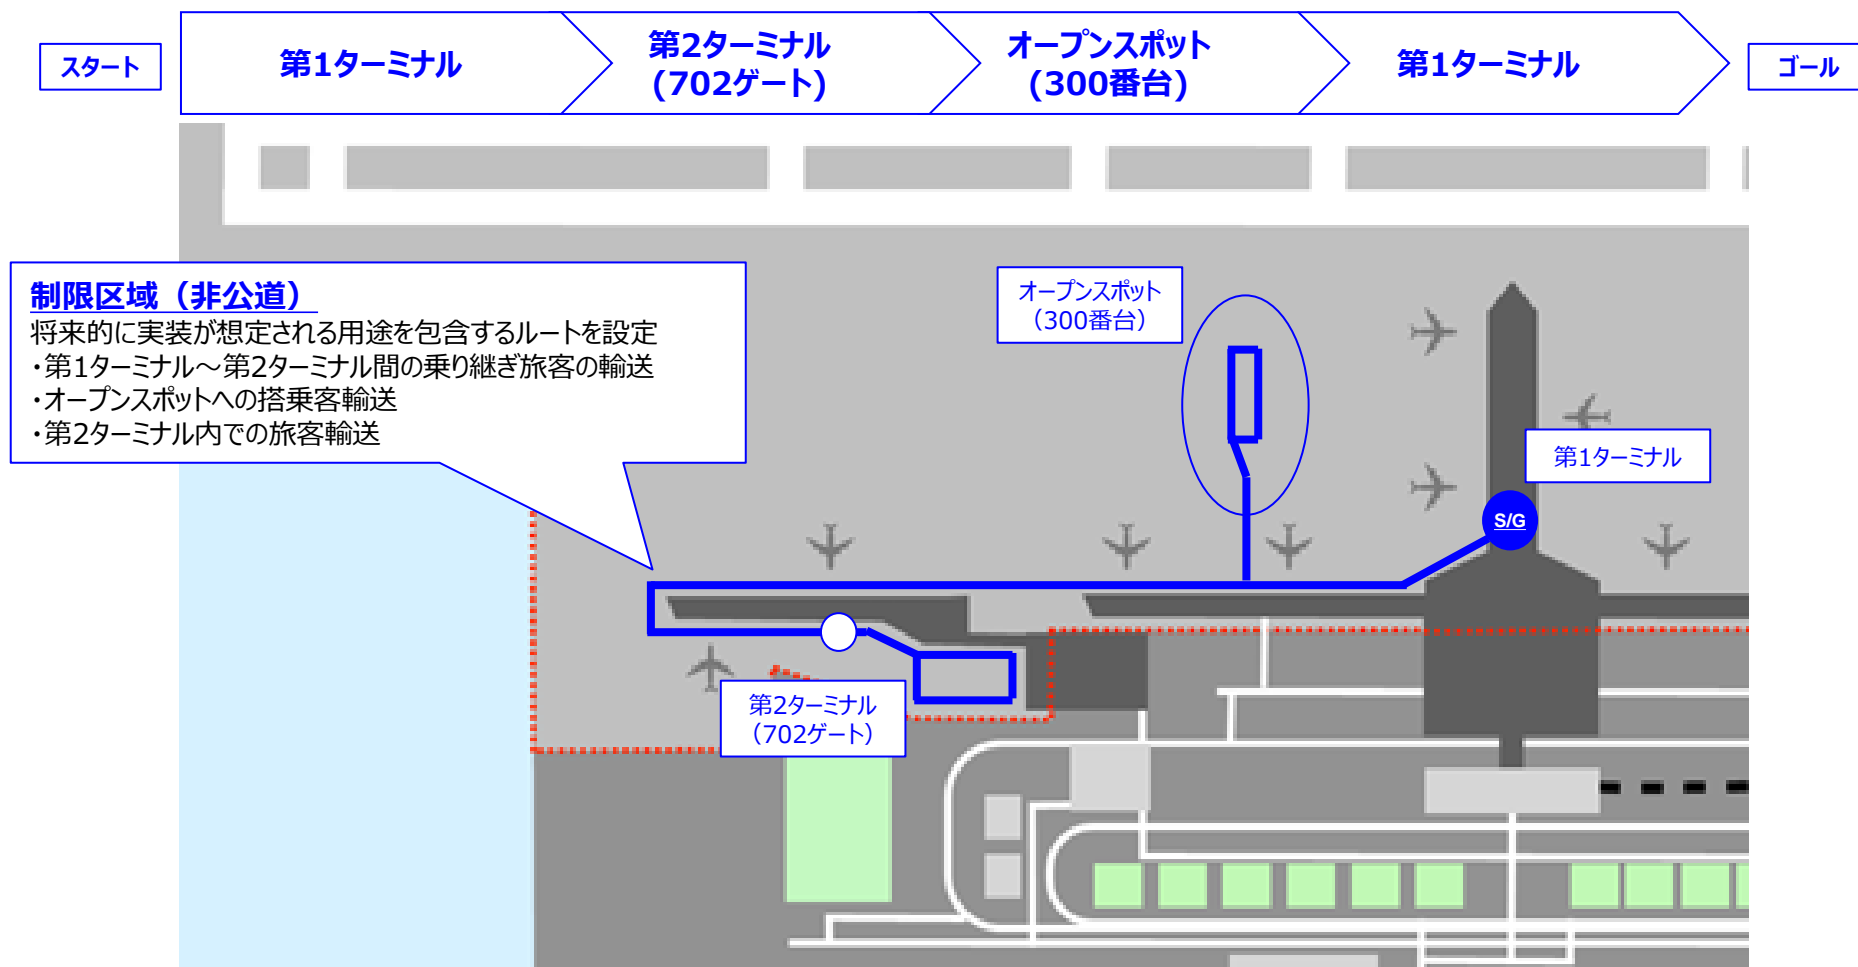 スタート
第1ターミナル
第2ターミナル
(702ゲート)
オープンスポット
(300番台)
第1ターミナル
ゴール
制限区域（非公道）
将来的に実装が想定される用途を包含するルートを設定
・第1ターミナル～第2ターミナル間の乗り継ぎ旅客の輸送
・オープンスポットへの搭乗客輸送
・第2ターミナル内での旅客輸送
オープンスポット
（300番台）
第1ターミナル
S/G
第2ターミナル
（702ゲート）